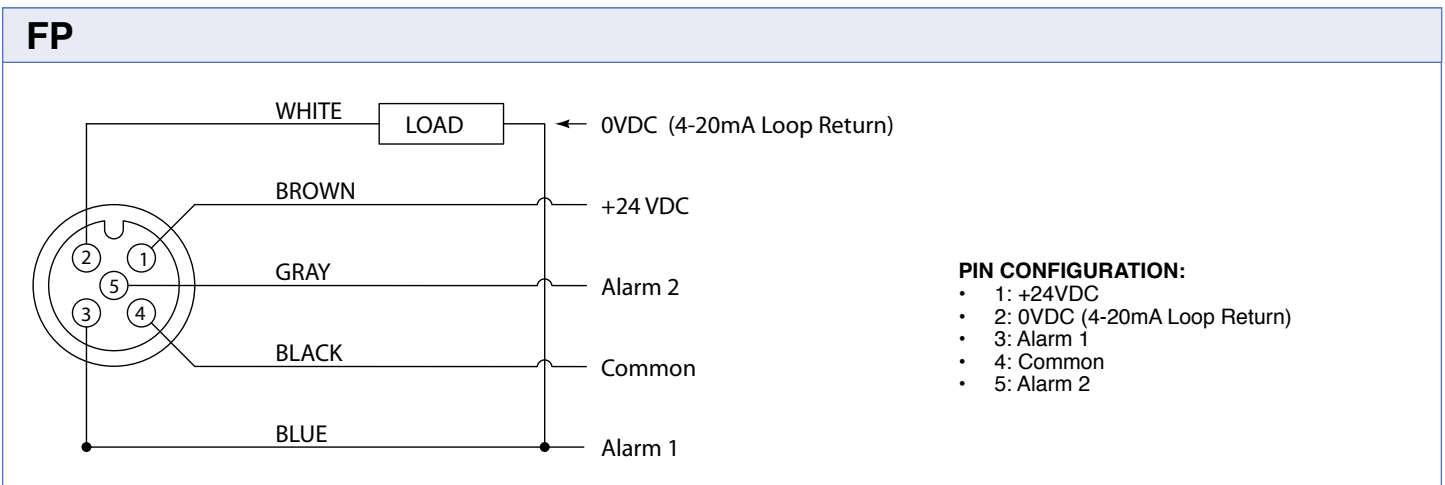 FP
WHITE
LOAD
0VDC (4-20mA Loop Return)
BROWN
+24 VDC
2
1
GRAY
5
Alarm 2
3
4
BLACK
Common
BLUE
Alarm 1
PIN CONFIGURATION:
• 1: +24VDC
• 2: 0VDC (4-20mA Loop Return)
• 3: Alarm 1
• 4: Common
• 5: Alarm 2